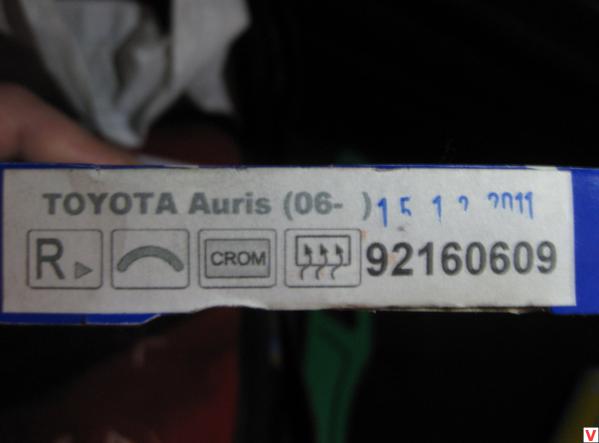 TOYOTA Auris (06- ) 15 12 2011
R CROM 92160609
V